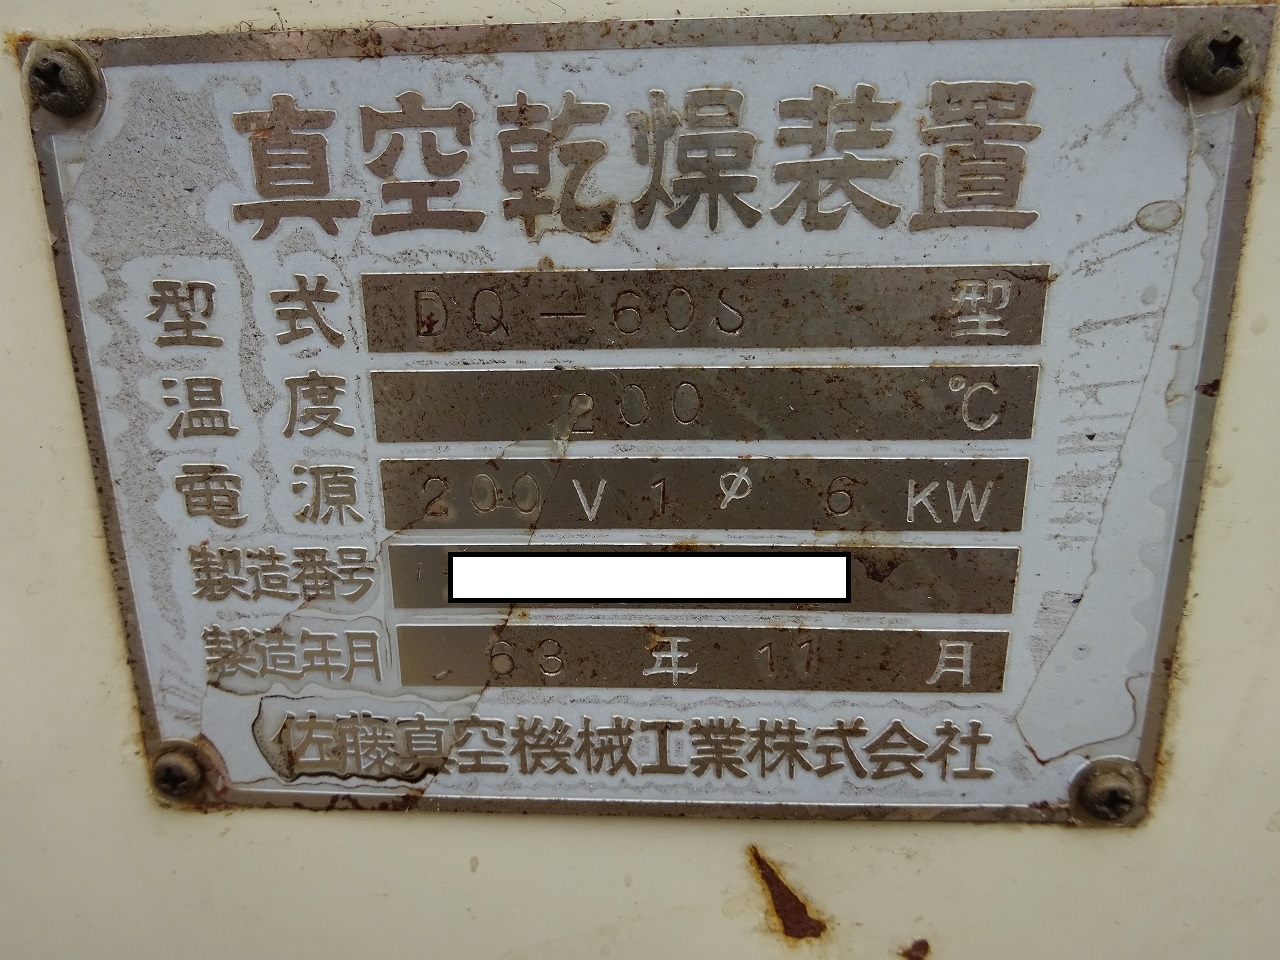 真空乾燥装置
型式 DQ-60S 型
温度 200 ℃
電源 200 V 1 φ 6 KW
製造番号
製造年月 63 年 11 月
佐藤真空機械工業株式会社